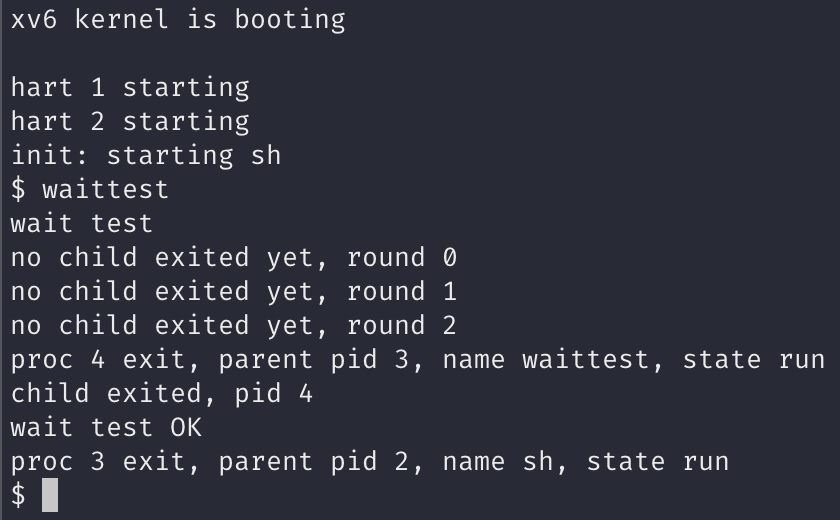 xv6 kernel is booting
hart 1 starting
hart 2 starting
init: starting sh
$ waittest
wait test
no child exited yet, round 0
no child exited yet, round 1
no child exited yet, round 2
proc 4 exit, parent pid 3, name waittest, state run
child exited, pid 4
wait test OK
proc 3 exit, parent pid 2, name sh, state run
$